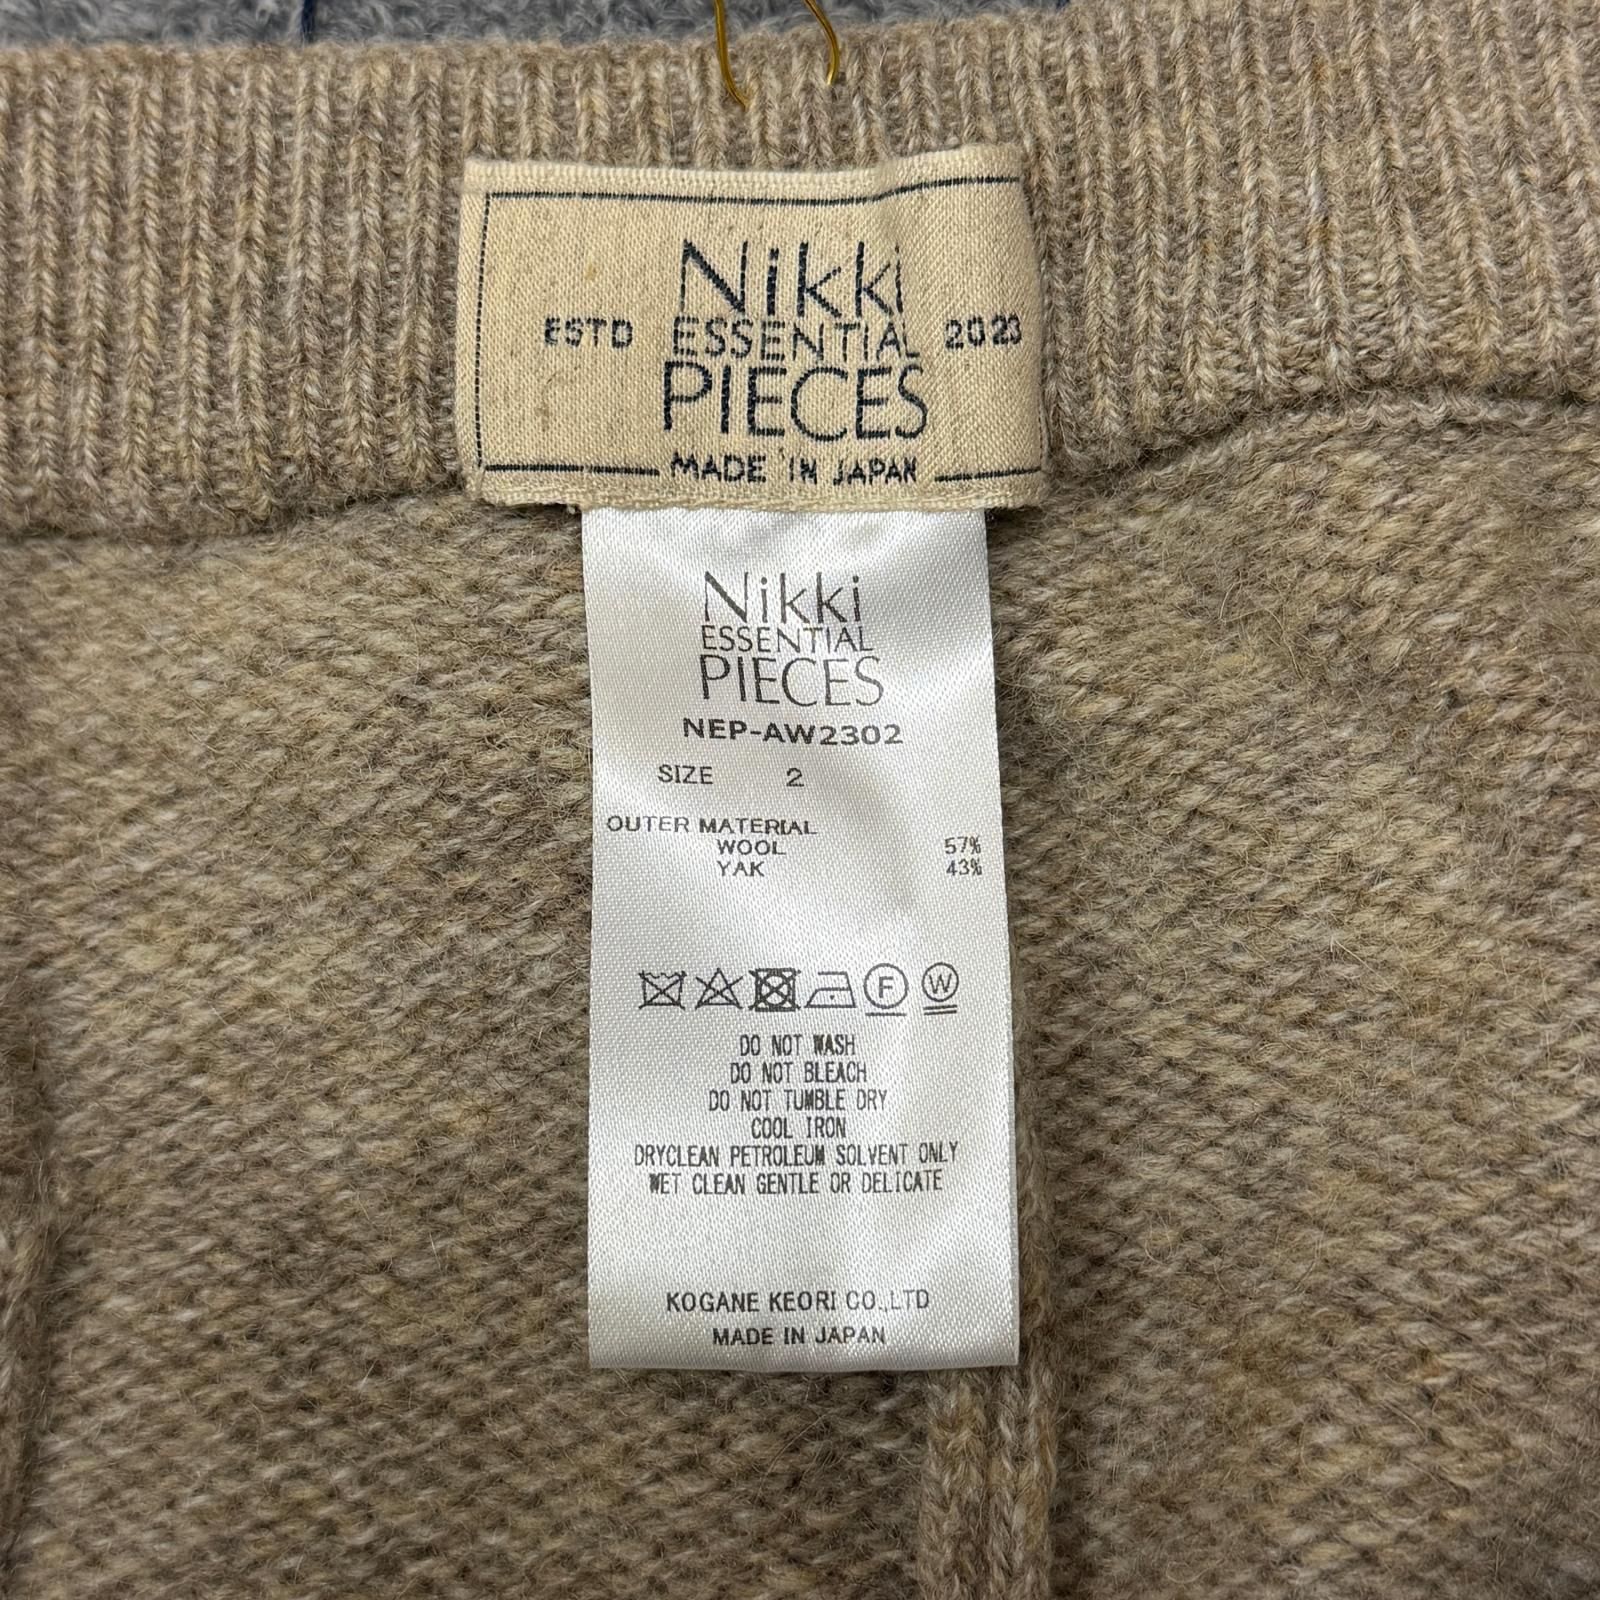 Nikki
ESTD ESSENTIAL 2023
PIECES
MADE IN JAPAN
Nikki
ESSENTIAL
PIECES
NEP-AW2302
SIZE 2
OUTER MATERIAL
WOOL 57%
YAK 43%
F W
DO NOT WASH
DO NOT BLEACH
DO NOT TUMBLE DRY
COOL IRON
DRYCLEAN PETROLEUM SOLVENT ONLY
WET CLEAN GENTLE OR DELICATE
KOGANE KEORI CO.,LTD
MADE IN JAPAN